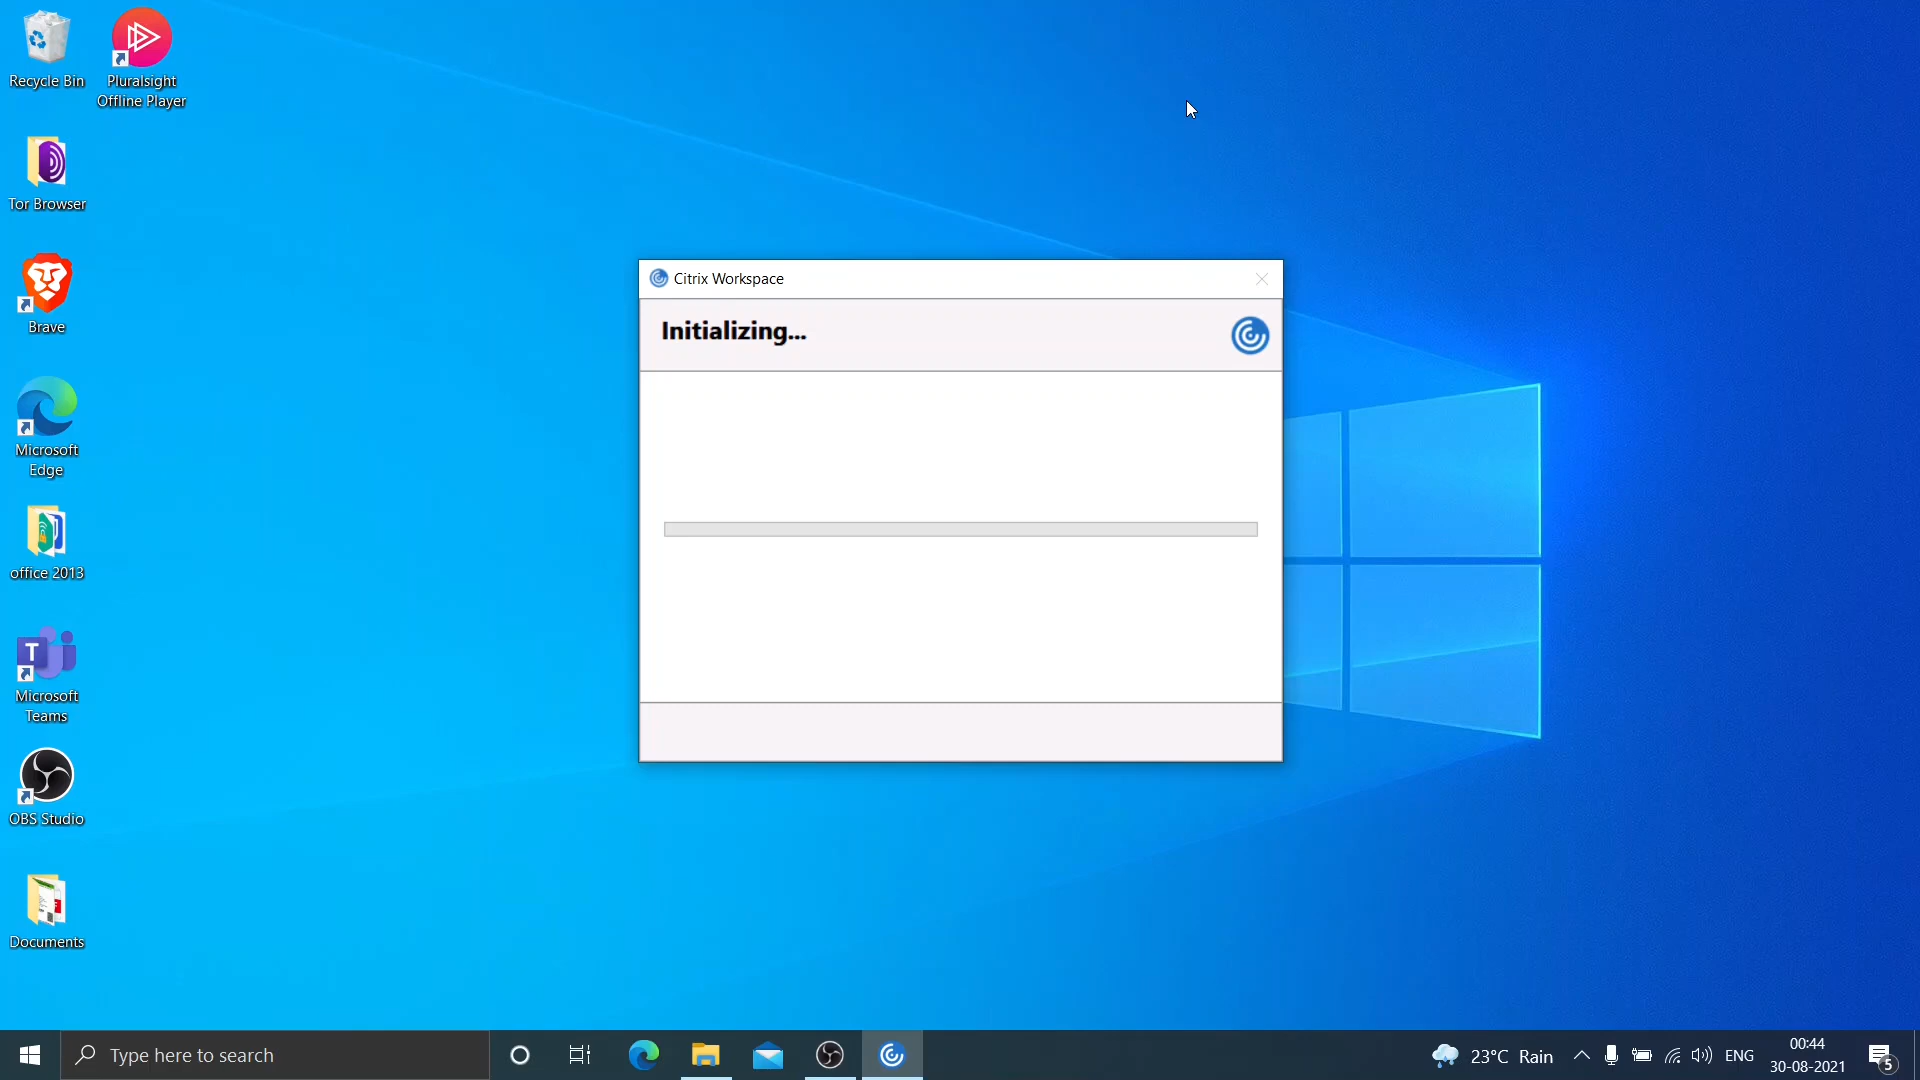 Recycle Bin
Pluralsight
Offline Player
Tor Browser
Brave
Microsoft
Edge
office 2013
Microsoft
Teams
OBS Studio
Documents
Citrix Workspace
Initializing...
Type here to search
23°C Rain
ENG
00:44
30-08-2021
5